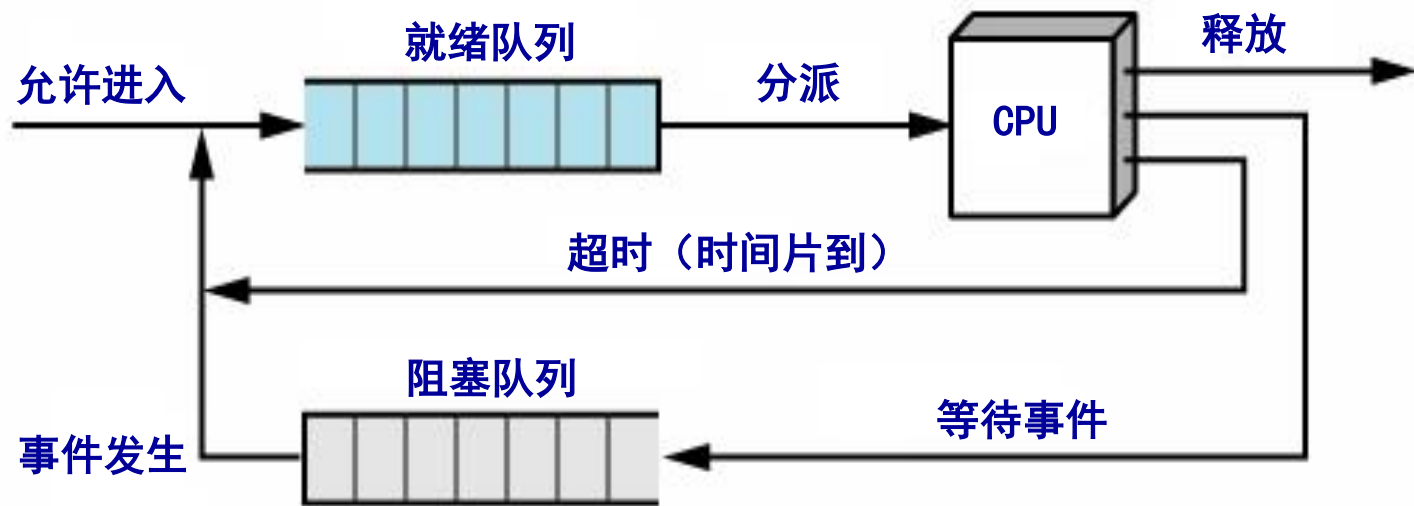 就绪队列
释放
允许进入
分派
CPU
超时（时间片到）
阻塞队列
等待事件
事件发生